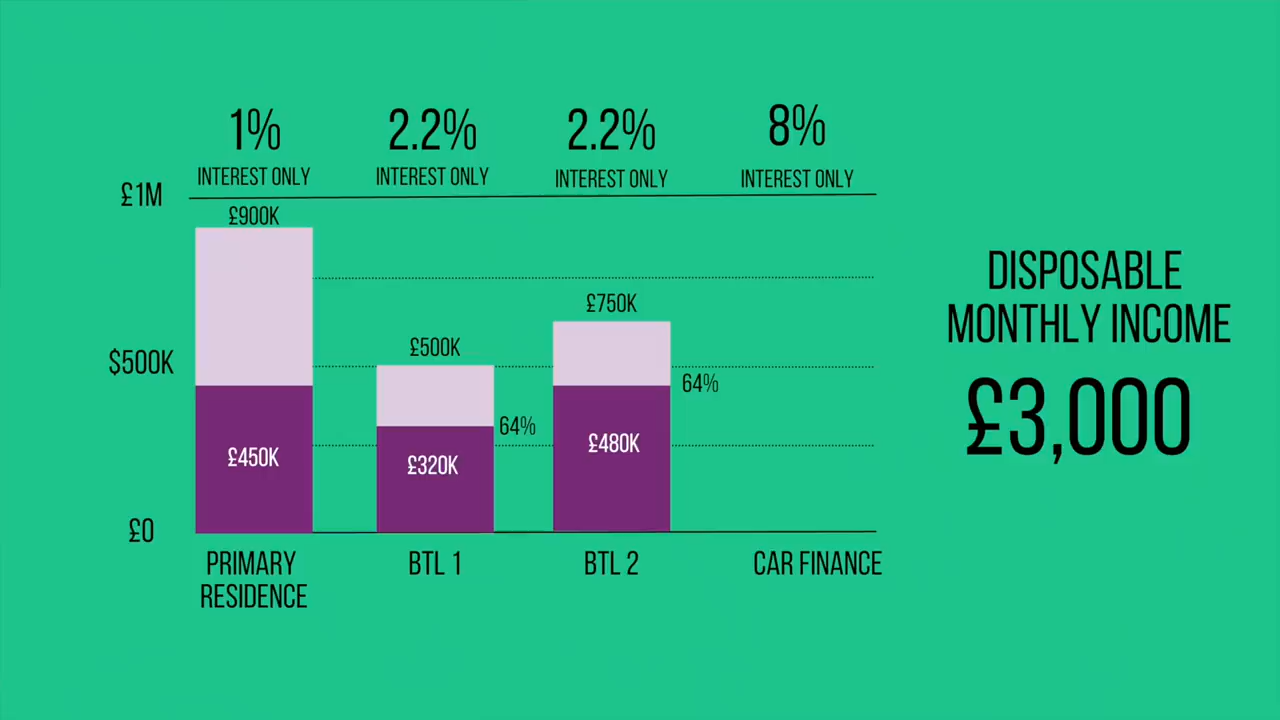 1%
INTEREST ONLY
2.2%
INTEREST ONLY
2.2%
INTEREST ONLY
8%
INTEREST ONLY
£1M
$500K
£0
£900K
£450K
£500K
64%
£320K
£750K
64%
£480K
PRIMARY
RESIDENCE
BTL 1
BTL 2
CAR FINANCE
DISPOSABLE
MONTHLY INCOME
£3,000